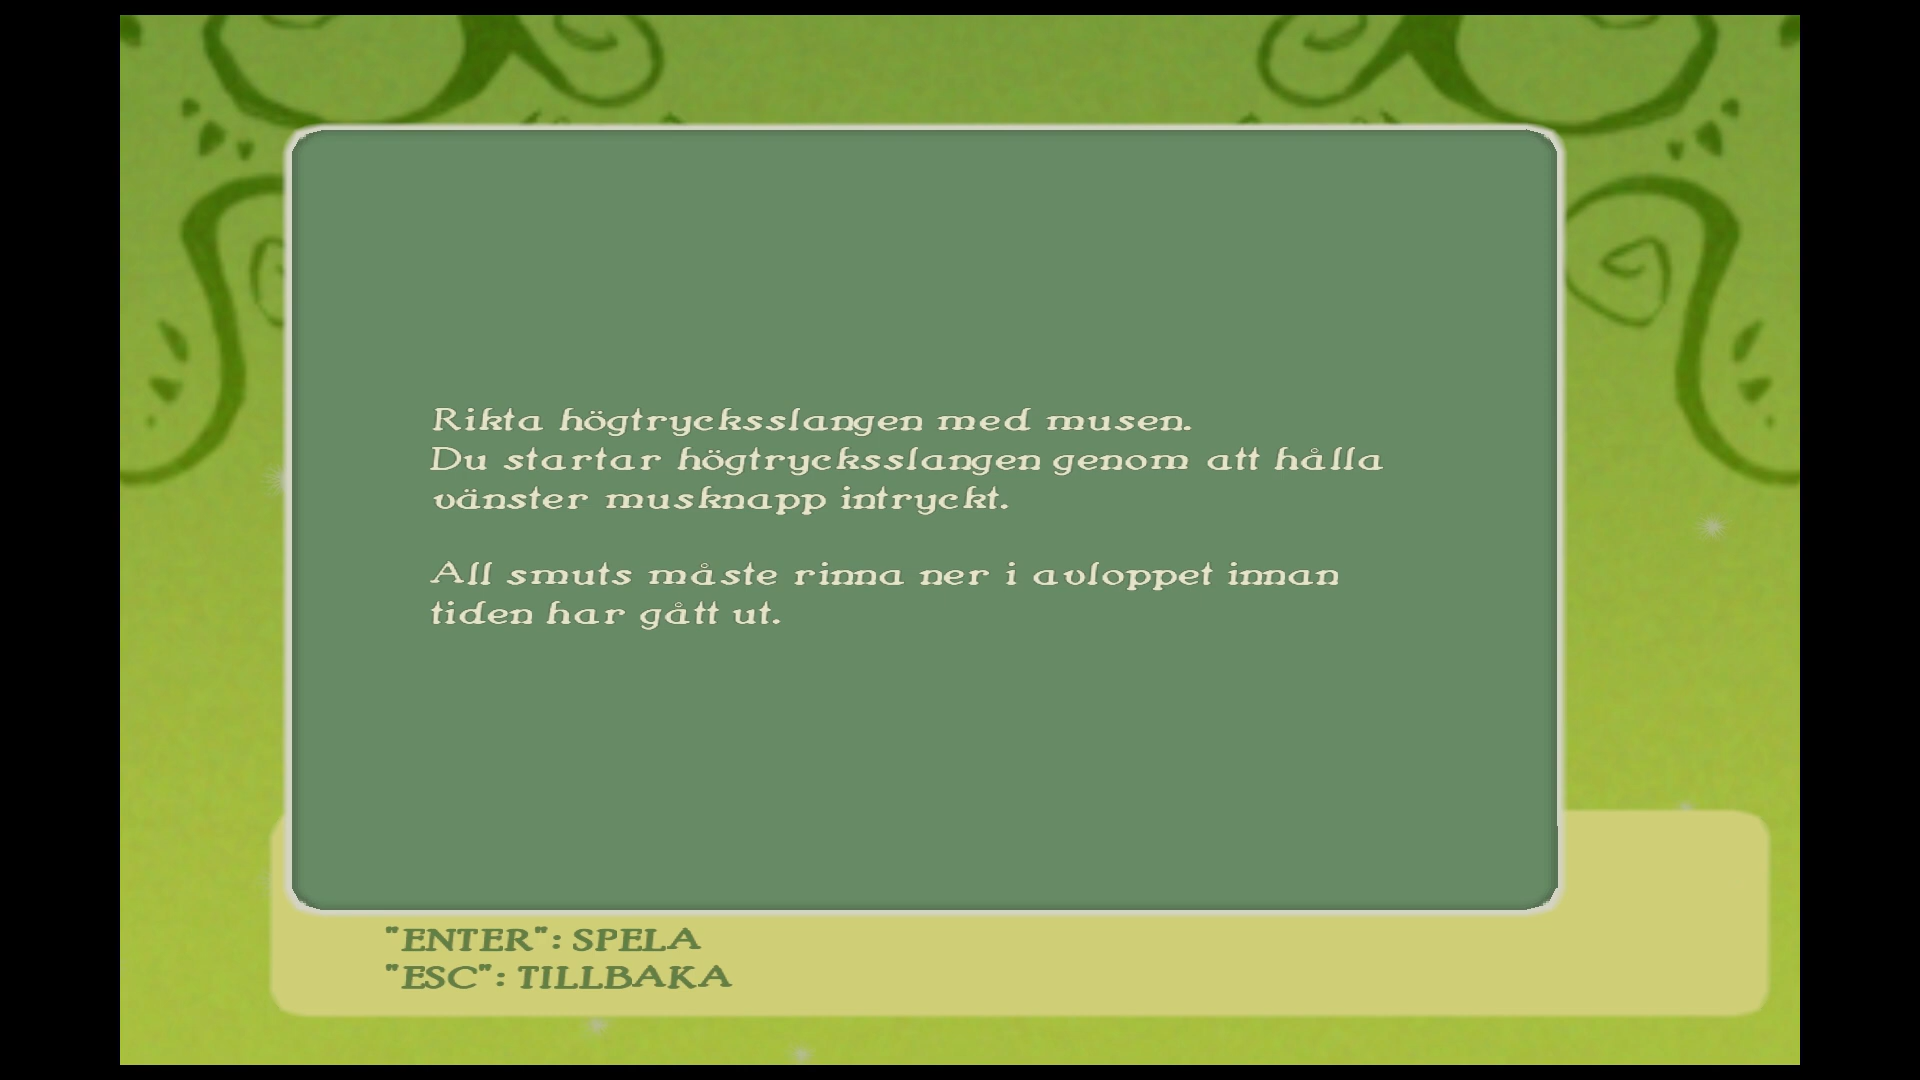 Rikta högtrycksslangen med musen.
Du startar högtrycksslangen genom att hålla
vänster musknapp intryckt.
All smuts måste rinna ner i avloppet innan
tiden har gått ut.
"ENTER": SPELA
"ESC": TILLBAKA